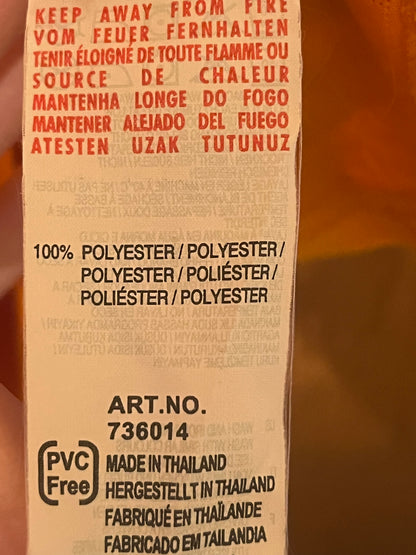 KEEP AWAY FROM FIRE
VOM FEUER FERNHALTEN
TENIR ÉLOIGNÉ DE TOUTE FLAMME OU
SOURCE DE CHALEUR
MANTENHA LONGE DO FOGO
MANTENER ALEJADO DEL FUEGO
ATESTEN UZAK TUTUNUZ
100% POLYESTER / POLYESTER /
POLYESTER / POLIÉSTER /
POLIÉSTER / POLYESTER
ART.NO.
736014
PVC
Free
MADE IN THAILAND
HERGESTELLT IN THAILAND
FABRIQUÉ EN THAÏLANDE
FABRICADO EM TAILANDIA